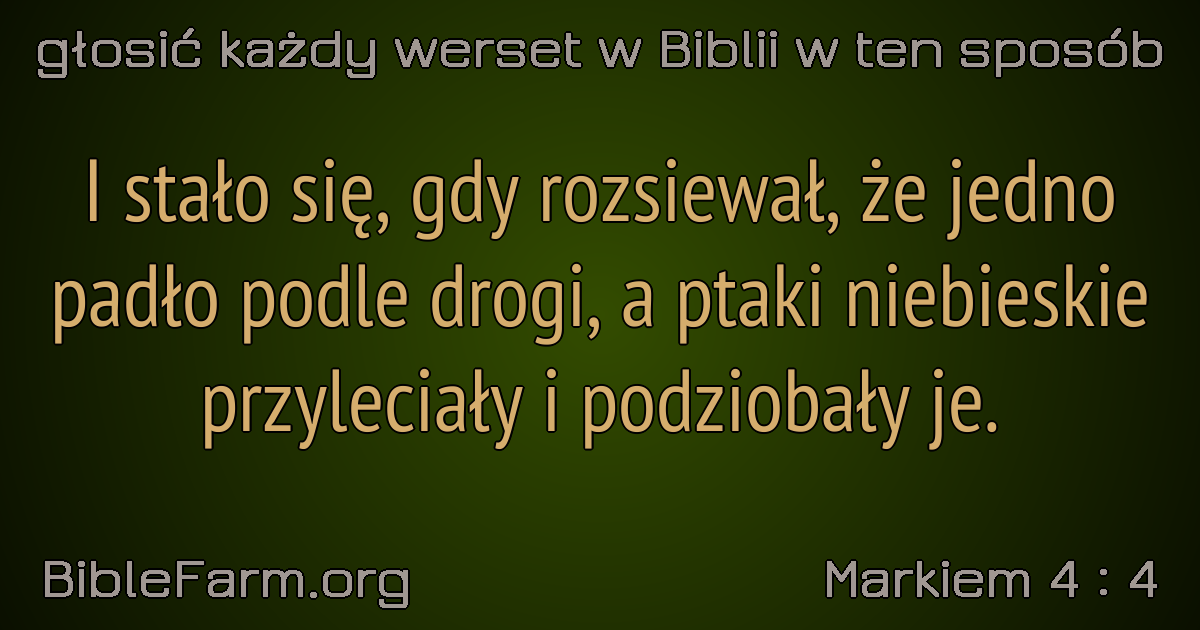 głosić każdy werset w Biblii w ten sposób
I stało się, gdy rozsiewał, że jedno
padło podle drogi, a ptaki niebieskie
przyleciały i podziobały je.
BibleFarm.org
Markiem 4 : 4